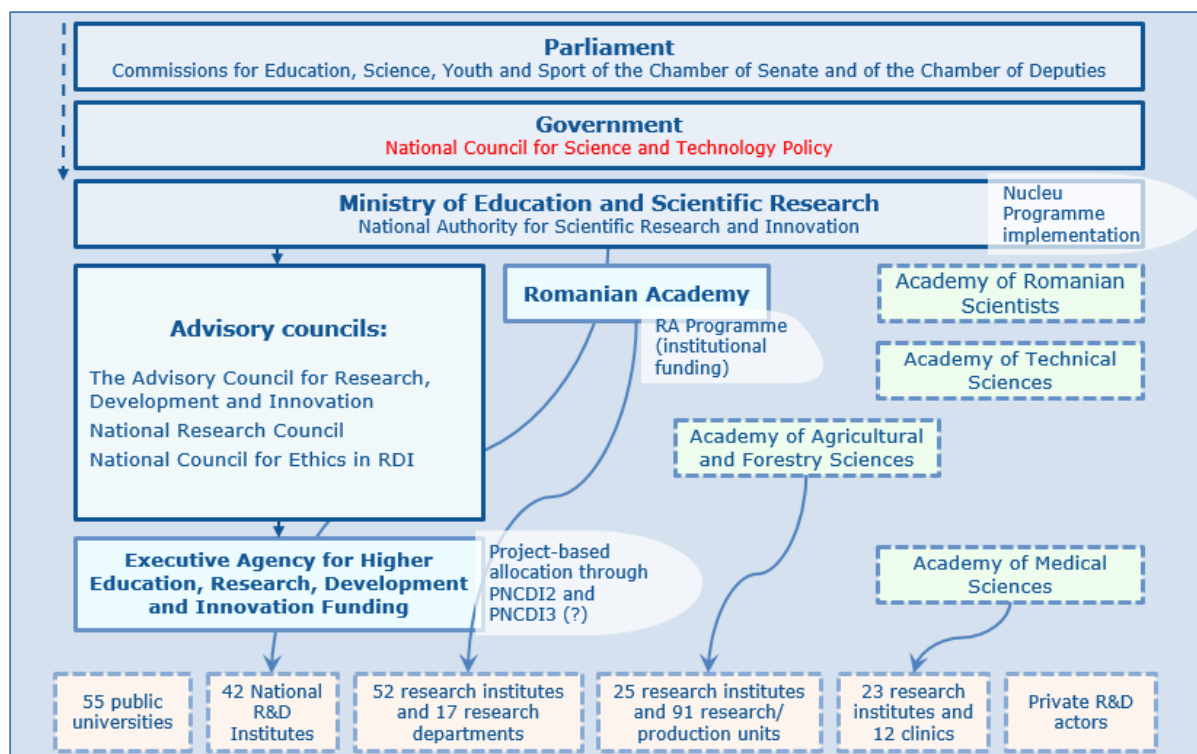 Parliament
Commissions for Education, Science, Youth and Sport of the Chamber of Senate and of the Chamber of Deputies
Government
National Council for Science and Technology Policy
Ministry of Education and Scientific Research
National Authority for Scientific Research and Innovation
Nucleu
Programme
implementation
Advisory councils:
The Advisory Council for Research,
Development and Innovation
National Research Council
National Council for Ethics in RDI
Romanian Academy
RA Programme
(institutional
funding)
Academy of Romanian
Scientists
Academy of Technical
Sciences
Academy of Agricultural
and Forestry Sciences
Executive Agency for Higher
Education, Research, Development
and Innovation Funding
Project-based
allocation through
PNCDI2 and
PNCDI3 (?)
Academy of Medical
Sciences
55 public
universities
42 National
R&D
Institutes
52 research institutes
and 17 research
departments
25 research institutes
and 91 research/
production units
23 research
institutes and
12 clinics
Private R&D
actors